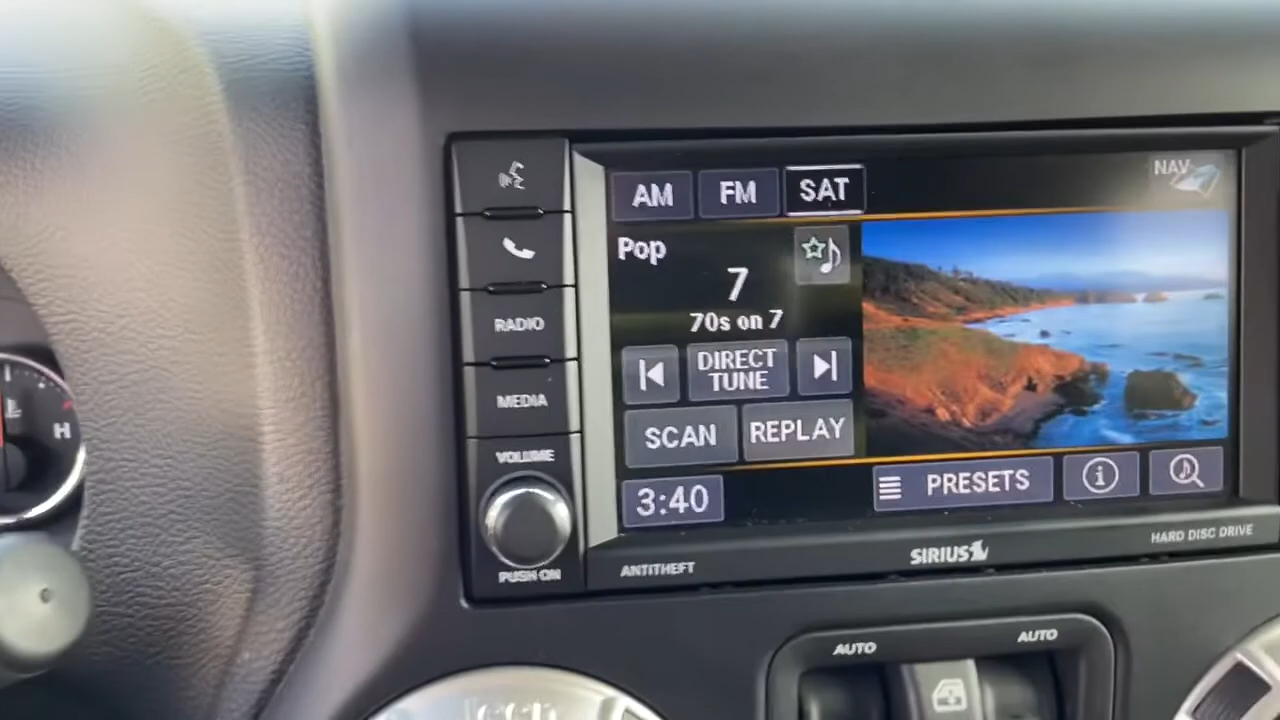 AM
FM
SAT
NAV
Pop
7
70s on 7
DIRECT
TUNE
SCAN
REPLAY
3:40
PRESETS
RADIO
MEDIA
VOLUME
PUSH ON
ANTITHEFT
SIRIUS
HARD DISC DRIVE
H
AUTO
AUTO